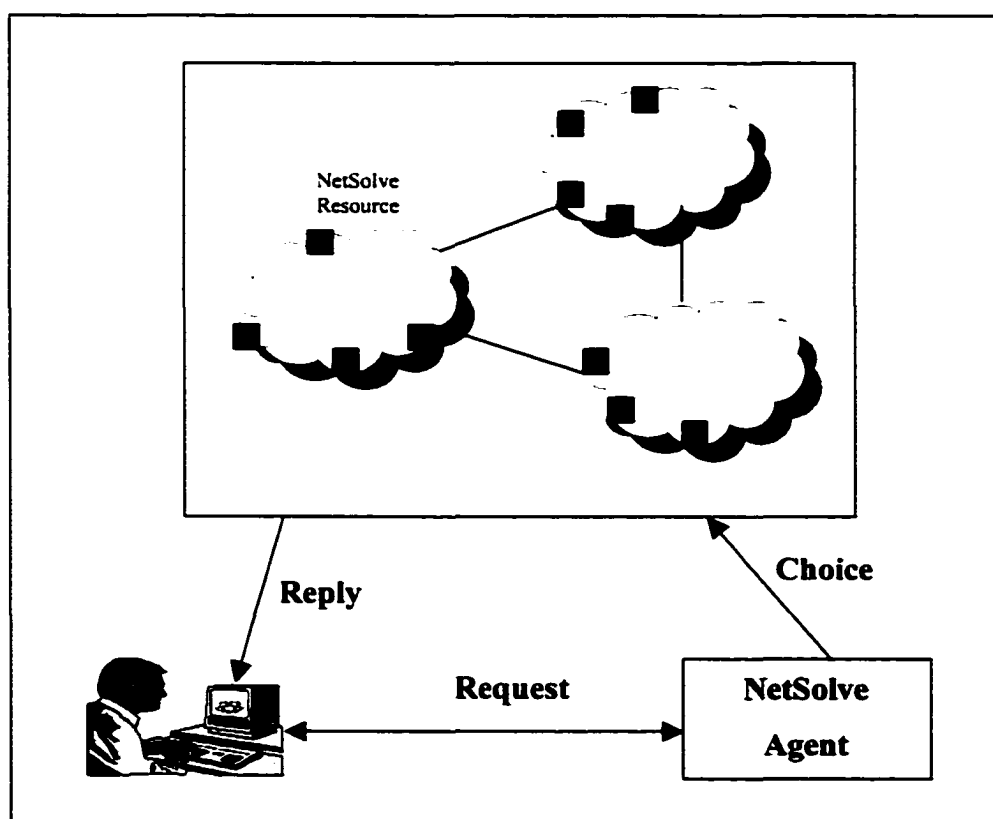 NetSolve
Resource
Reply
Choice
Request
NetSolve
Agent